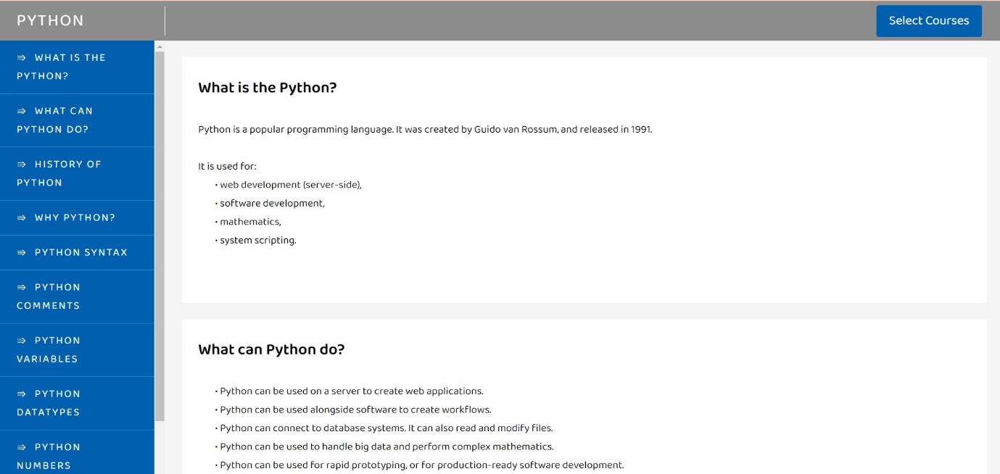 PYTHON
Select Courses
⇛ WHAT IS THE
PYTHON?
⇛ WHAT CAN
PYTHON DO?
⇛ HISTORY OF
PYTHON
⇛ WHY PYTHON?
⇛ PYTHON SYNTAX
⇛ PYTHON
COMMENTS
⇛ PYTHON
VARIABLES
⇛ PYTHON
DATATYPES
⇛ PYTHON
NUMBERS
What is the Python?
Python is a popular programming language. It was created by Guido van Rossum, and released in 1991.
It is used for:
• web development (server-side),
• software development,
• mathematics,
• system scripting.
What can Python do?
• Python can be used on a server to create web applications.
• Python can be used alongside software to create workflows.
• Python can connect to database systems. It can also read and modify files.
• Python can be used to handle big data and perform complex mathematics.
• Python can be used for rapid prototyping, or for production-ready software development.